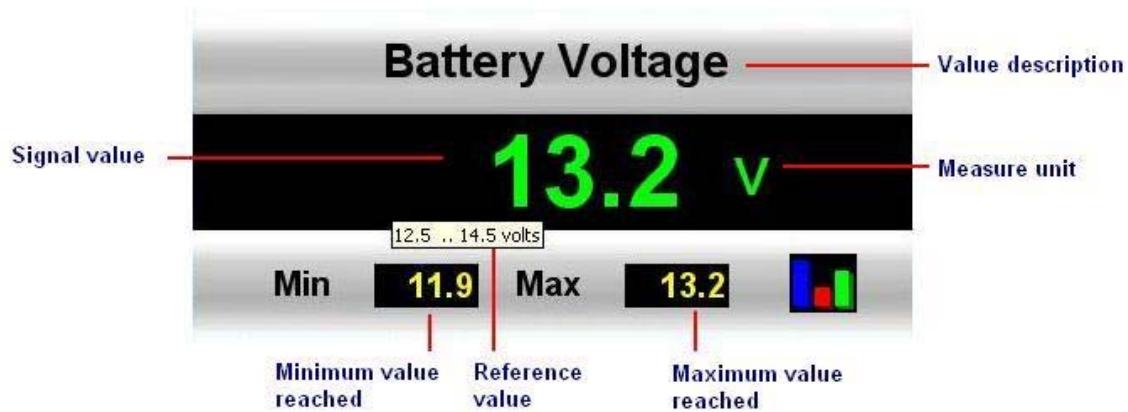 Battery Voltage
Value description
Signal value
13.2 v
Measure unit
12.5 .. 14.5 volts
Min 11.9 Max 13.2
Minimum value
reached
Reference
value
Maximum value
reached